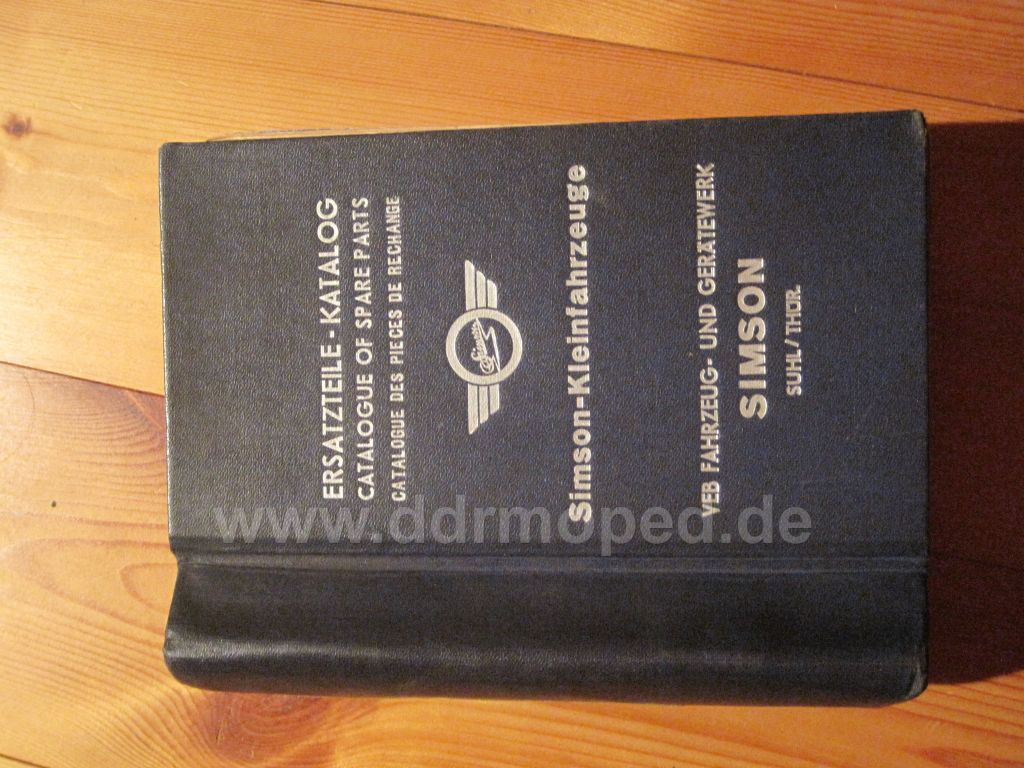 ERSATZTEILE - KATALOG
CATALOGUE OF SPARE PARTS
CATALOGUE DES PIECES DE RECHANGE
Simson
Simson-Kleinfahrzeuge
VEB FAHRZEUG- UND GERÄTEWERK
SIMSON
SUHL/THÜR.
www.ddrmoped.de